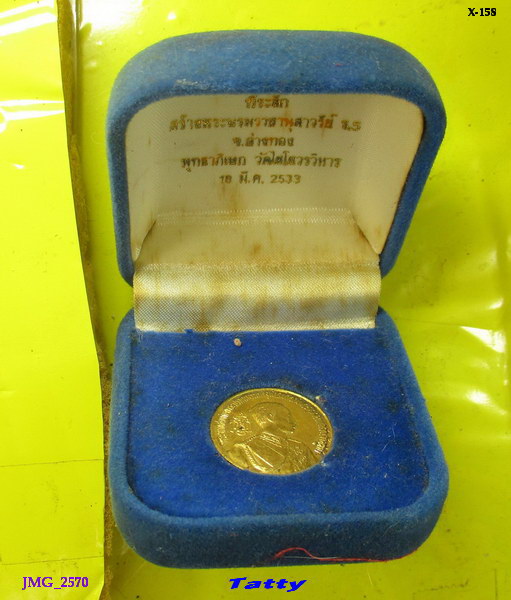 X-158
ที่ระลึก
สร้างพระบรมราชานุสาวรีย์ ร.5
จ.อ่างทอง
พุทธาภิเษก วัดไชโยวรวิหาร
18 มี.ค. 2533
JMG_2570
Tatty